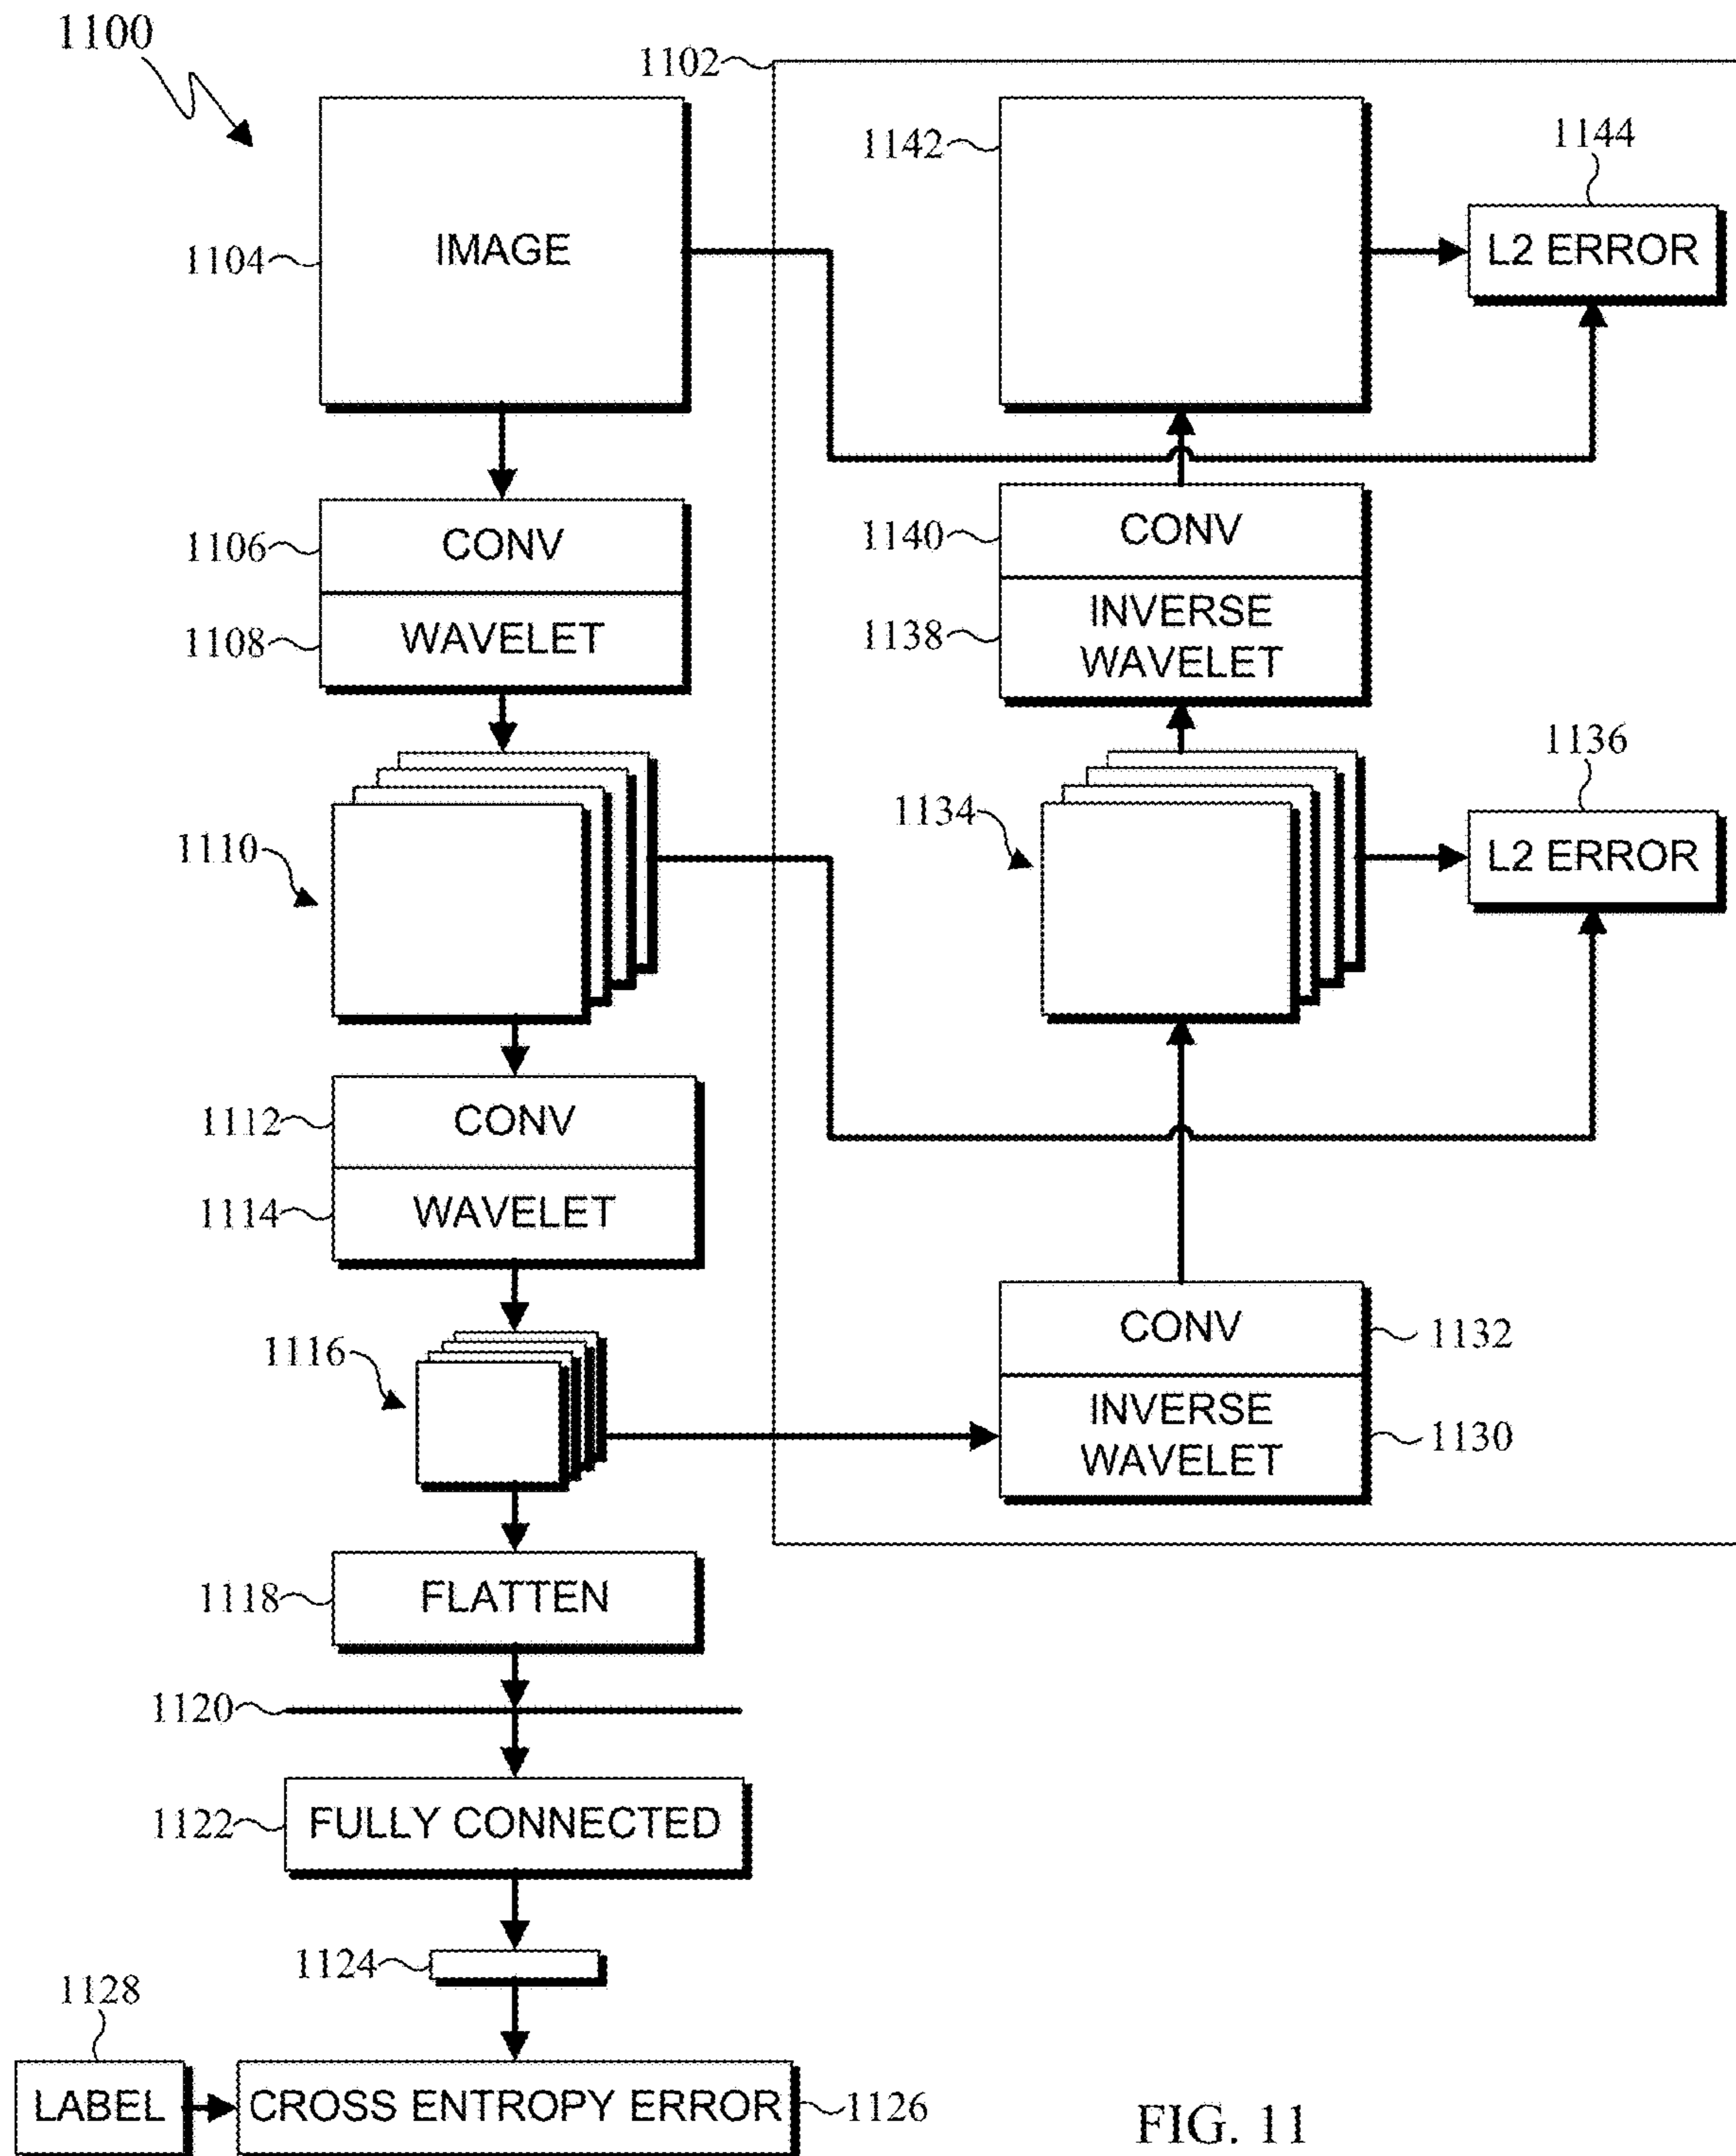 1100
1102
1142
1144
1104
IMAGE
L2 ERROR
1106
CONV
1140
CONV
1108
WAVELET
1138
INVERSE
WAVELET
1136
1110
1134
L2 ERROR
1112
CONV
1114
WAVELET
1116
CONV
1132
INVERSE
WAVELET
1130
1118
FLATTEN
1120
1122
FULLY CONNECTED
1124
1128
LABEL
CROSS ENTROPY ERROR
1126
FIG. 11